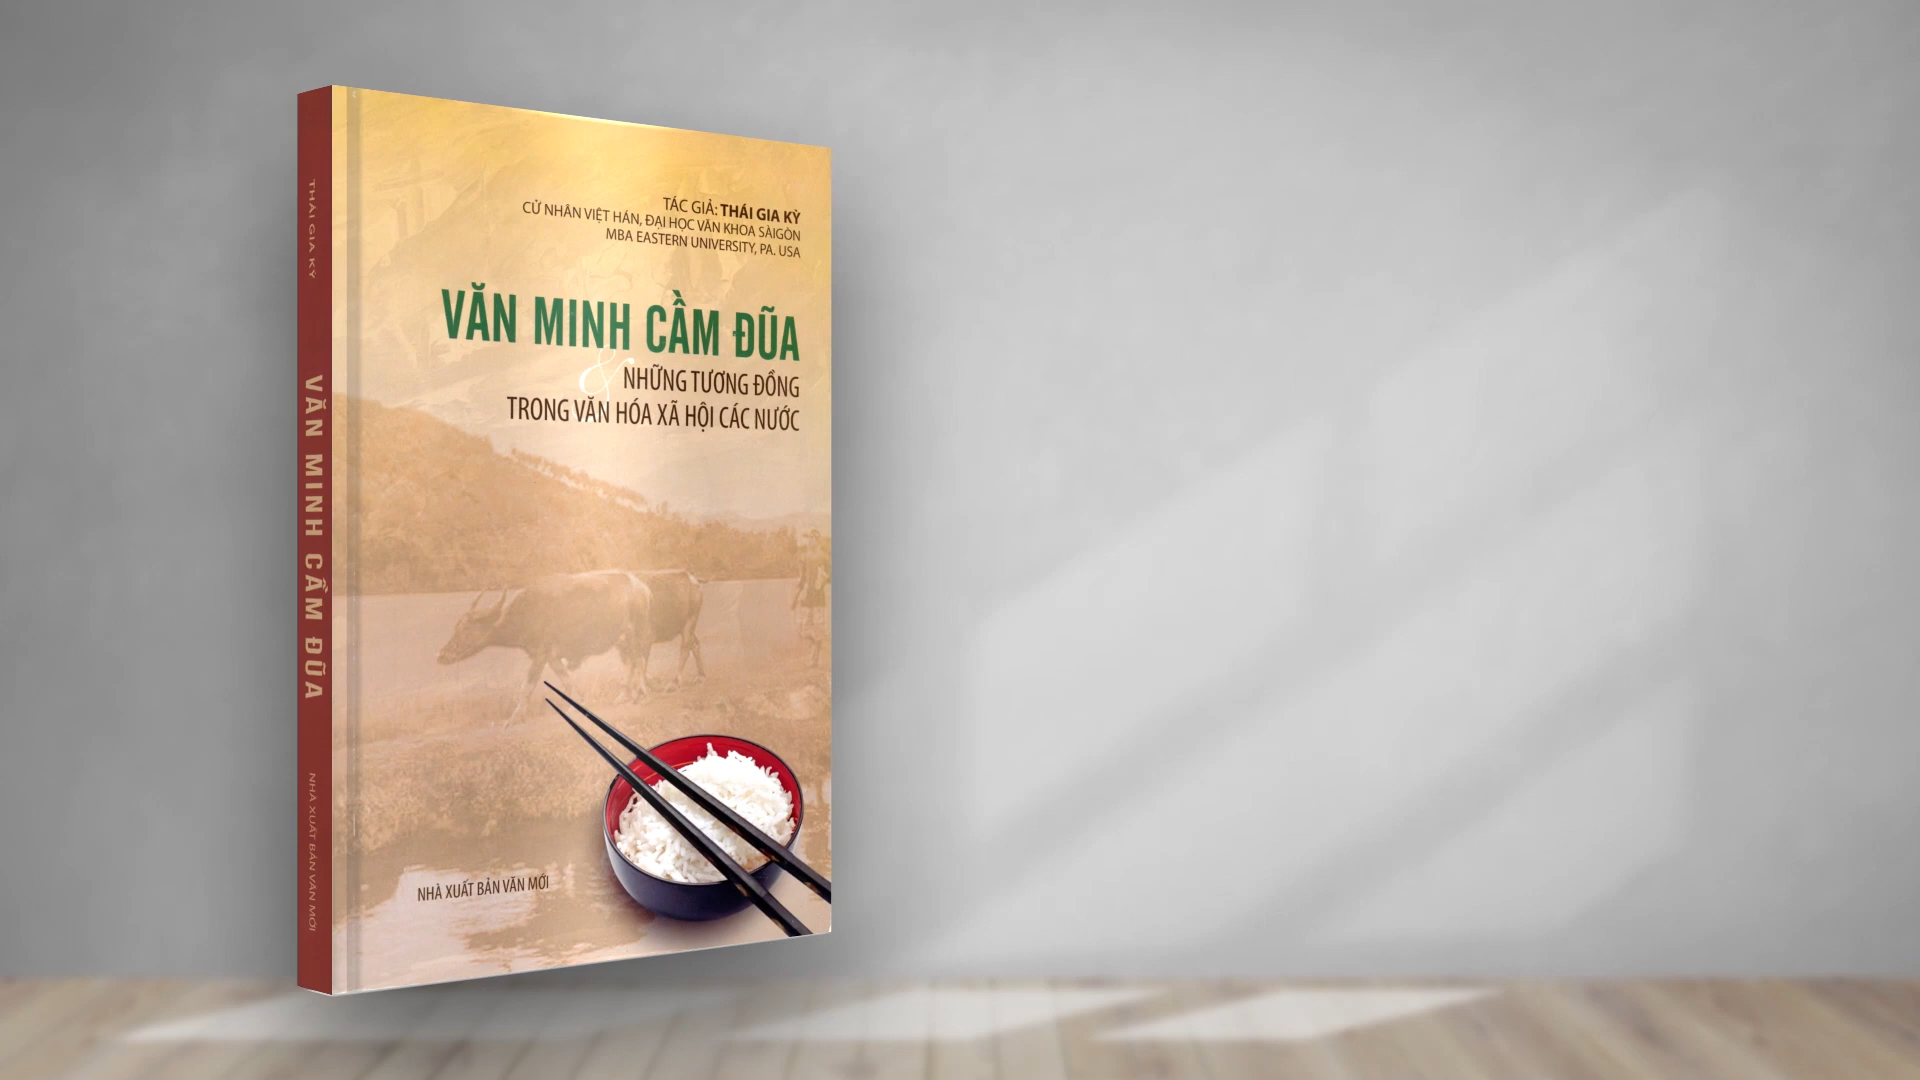 TÁC GIẢ: THÁI GIA KỲ
CỬ NHÂN VIỆT HÁN, ĐẠI HỌC VĂN KHOA SÀIGÒN
MBA EASTERN UNIVERSITY, PA. USA
VĂN MINH CẦM ĐŨA
& NHỮNG TƯƠNG ĐỒNG
TRONG VĂN HÓA XÃ HỘI CÁC NƯỚC
NHÀ XUẤT BẢN VĂN MỚI
THÁI GIA KỲ
VĂN MINH CẦM ĐŨA
NHÀ XUẤT BẢN VĂN MỚI